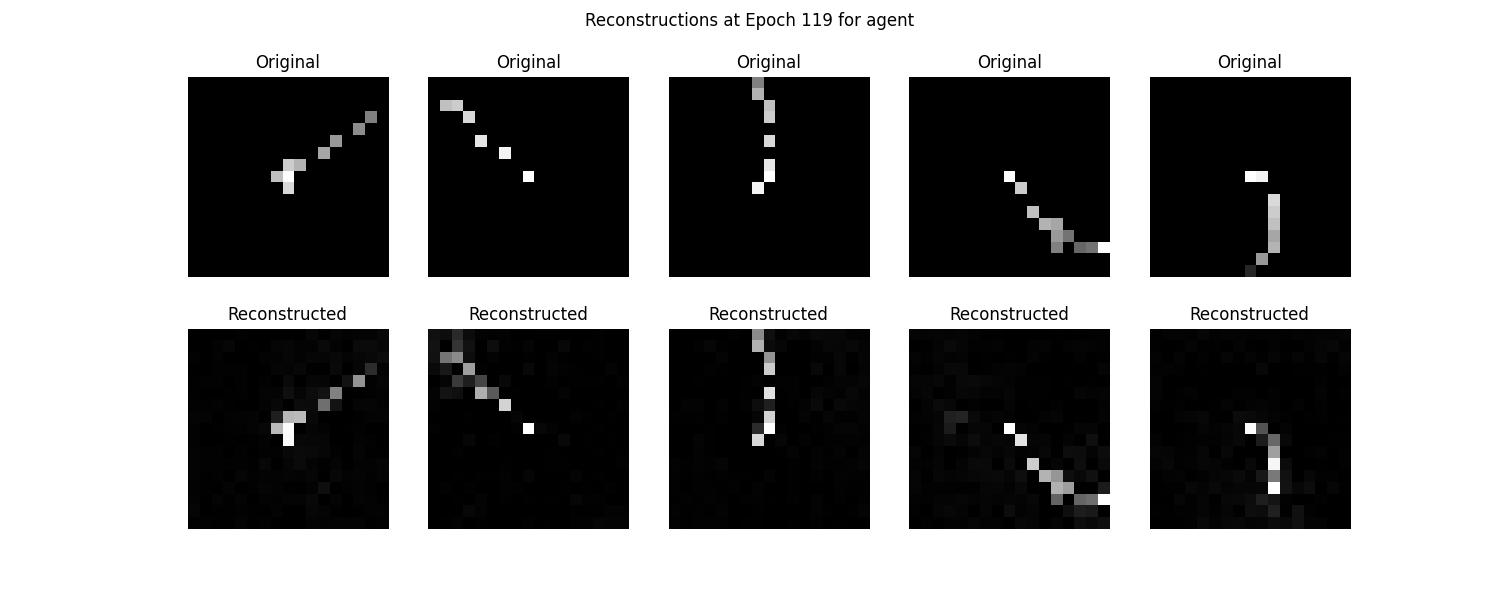 Reconstructions at Epoch 119 for agent
Original Original Original Original Original
Reconstructed Reconstructed Reconstructed Reconstructed Reconstructed